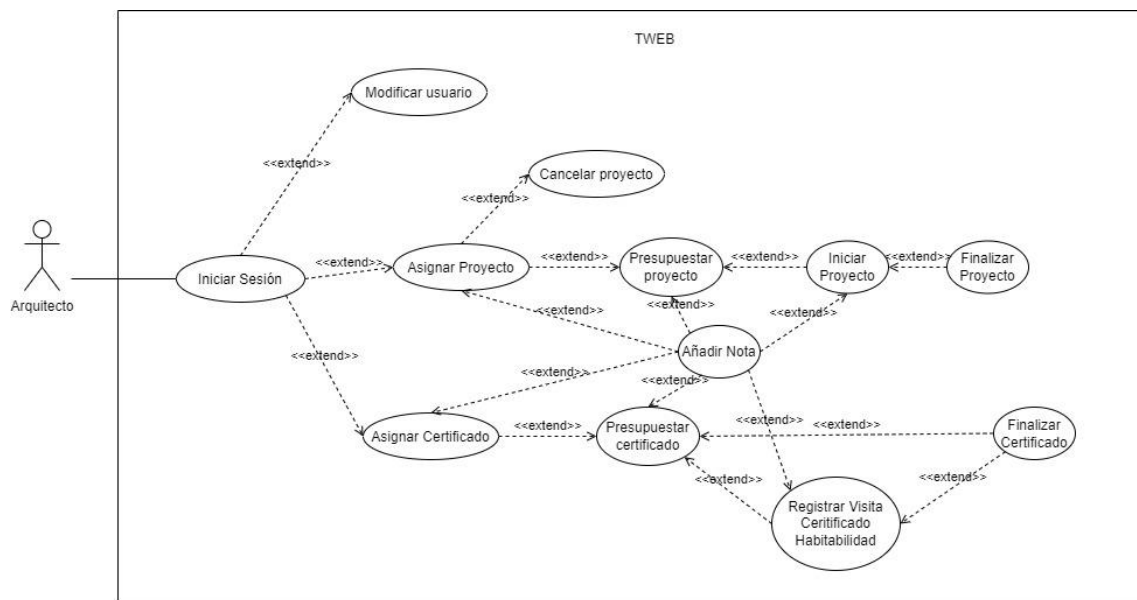 TWEB
Modificar usuario
<<extend>>
Cancelar proyecto
<<extend>>
Arquitecto
Iniciar Sesión
<<extend>>
Asignar Proyecto
<<extend>>
Presupuestar
proyecto
<<extend>>
Iniciar
Proyecto
<<extend>>
Finalizar
Proyecto
<<extend>>
<<extend>>
<<extend>>
Añadir Nota
<<extend>>
<<extend>>
<<extend>>
Asignar Certificado
<<extend>>
Presupuestar
certificado
<<extend>>
<<extend>>
Finalizar
Certificado
<<extend>>
<<extend>>
Registrar Visita
Ceritificado
Habitabilidad